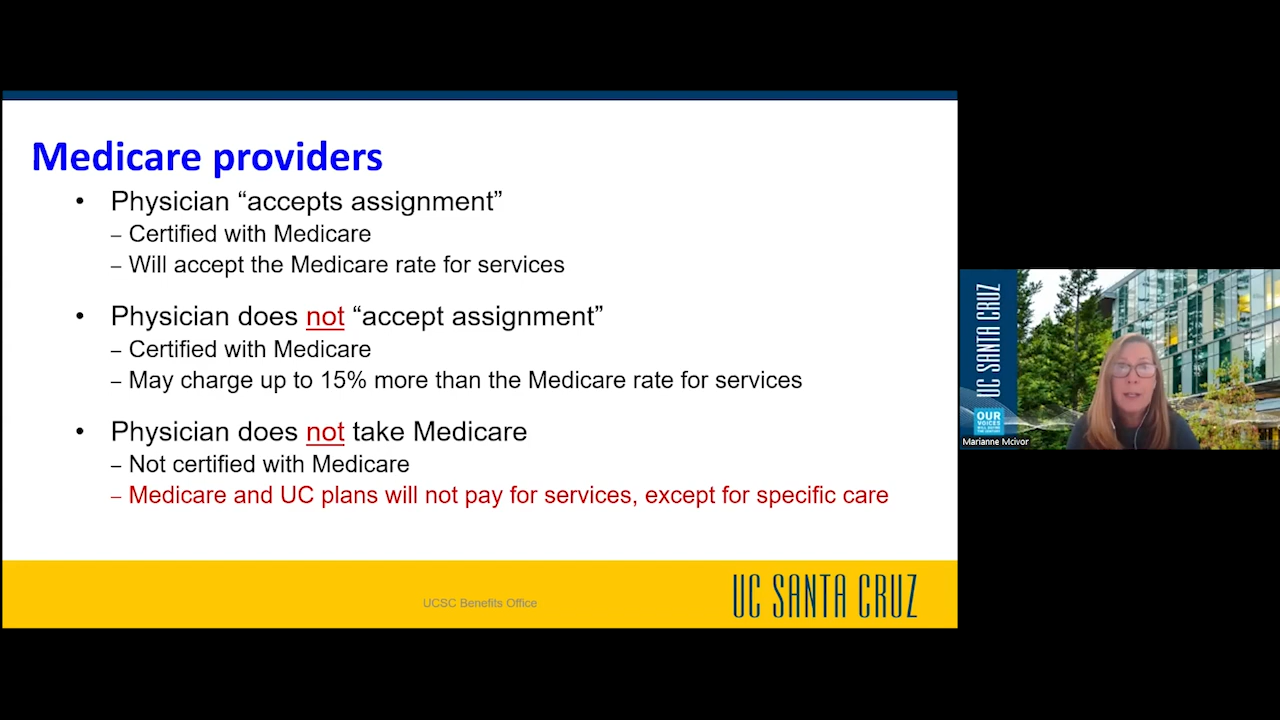 Medicare providers
• Physician “accepts assignment”
– Certified with Medicare
– Will accept the Medicare rate for services
• Physician does not “accept assignment”
– Certified with Medicare
– May charge up to 15% more than the Medicare rate for services
• Physician does not take Medicare
– Not certified with Medicare
– Medicare and UC plans will not pay for services, except for specific care
UCSC Benefits Office
UC SANTA CRUZ
UC SANTA CRUZ
OUR
VOICES
Marianne Mcivor